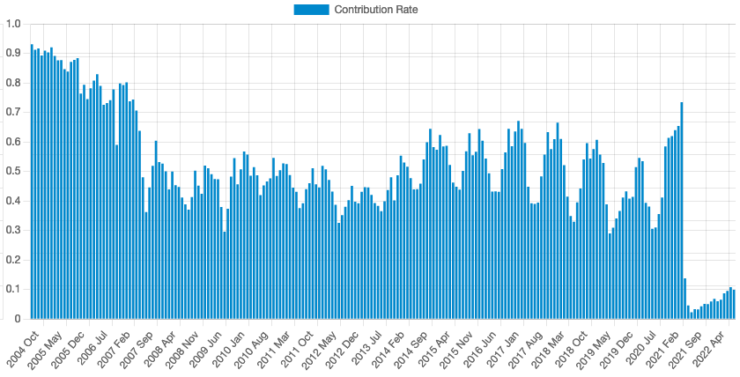 Contribution Rate
1.0
0.9
0.8
0.7
0.6
0.5
0.4
0.3
0.2
0.1
0
2004 Oct
2005 May
2005 Dec
2006 Jul
2007 Feb
2007 Sep
2008 Apr
2008 Nov
2009 Jun
2010 Jan
2010 Aug
2011 Mar
2011 Oct
2012 May
2012 Dec
2013 Jul
2014 Feb
2014 Sep
2015 Apr
2015 Nov
2016 Jun
2017 Jan
2017 Aug
2018 Mar
2018 Oct
2019 May
2019 Dec
2020 Jul
2021 Feb
2021 Sep
2022 Apr